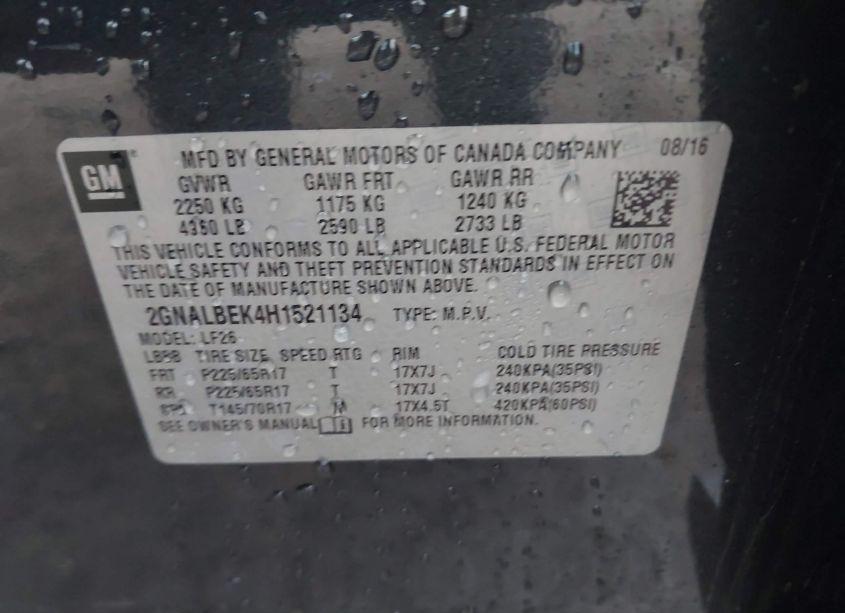 GM
MFD BY GENERAL MOTORS OF CANADA COMPANY 08/16
GVWR GAWR FRT GAWR RR
2250 KG 1175 KG 1240 KG
4960 LB 2590 LB 2733 LB
THIS VEHICLE CONFORMS TO ALL APPLICABLE U.S. FEDERAL MOTOR
VEHICLE SAFETY AND THEFT PREVENTION STANDARDS IN EFFECT ON
THE DATE OF MANUFACTURE SHOWN ABOVE.
2GNALBEK4H1521134 TYPE: M.P.V.
MODEL: LF26
TIRE SIZE SPEED RTG RIM COLD TIRE PRESSURE
FRT P225/65R17 T 17X7J 240KPA(35PSI)
RR P225/65R17 T 17X7J 240KPA(35PSI)
SPA T145/70R17 M 17X4.5T 420KPA(60PSI)
SEE OWNER'S MANUAL FOR MORE INFORMATION.